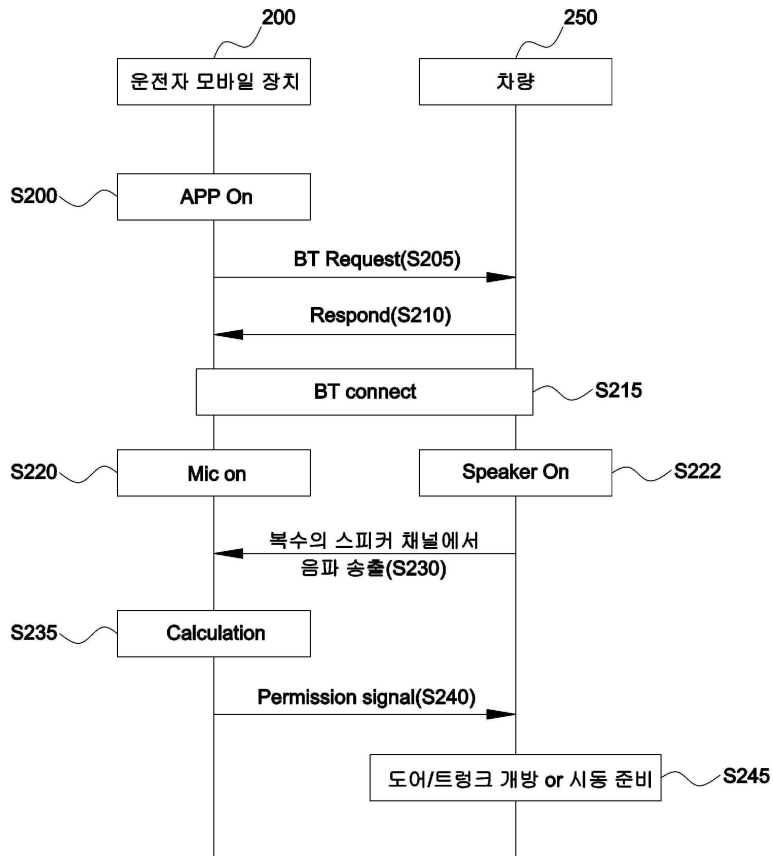 200
250
운전자 모바일 장치
차량
S200
APP On
BT Request(S205)
Respond(S210)
BT connect
S215
S220
Mic on
Speaker On
S222
복수의 스피커 채널에서
음파 송출(S230)
S235
Calculation
Permission signal(S240)
도어/트렁크 개방 or 시동 준비
S245